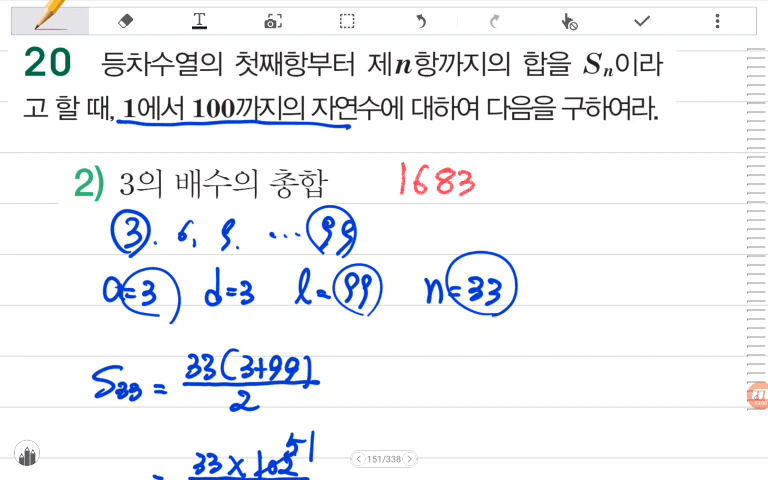 T
20 등차수열의 첫째항부터 제n항까지의 합을 Sₙ이라
고 할 때, 1에서 100까지의 자연수에 대하여 다음을 구하여라.
2) 3의 배수의 총합 1683
3. 6, 9. ... 99
a=3 d=3 l=99 n=33
S₃₃ = 33(3+99) / 2
= 33 × 102 51
151/338